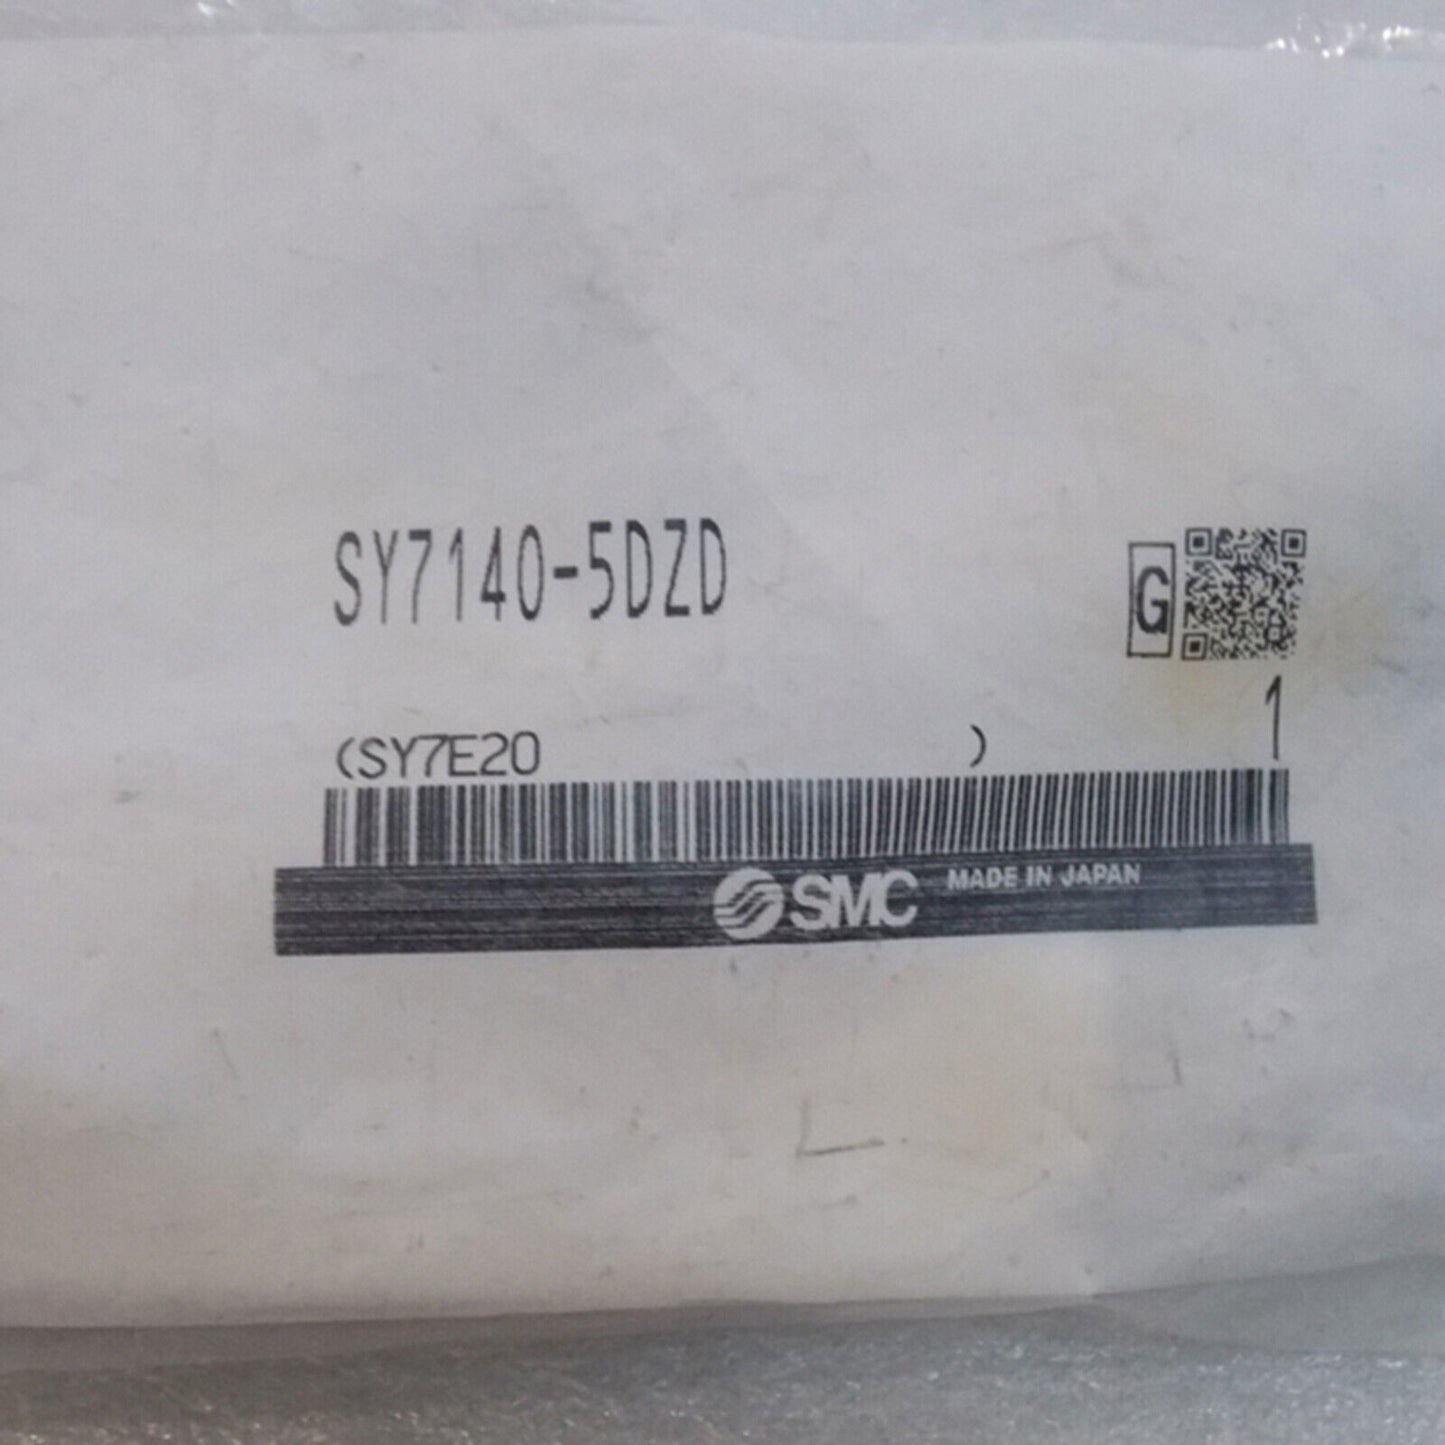 SY7140-5DZD
G
1
(SY7E20 )
SMC MADE IN JAPAN